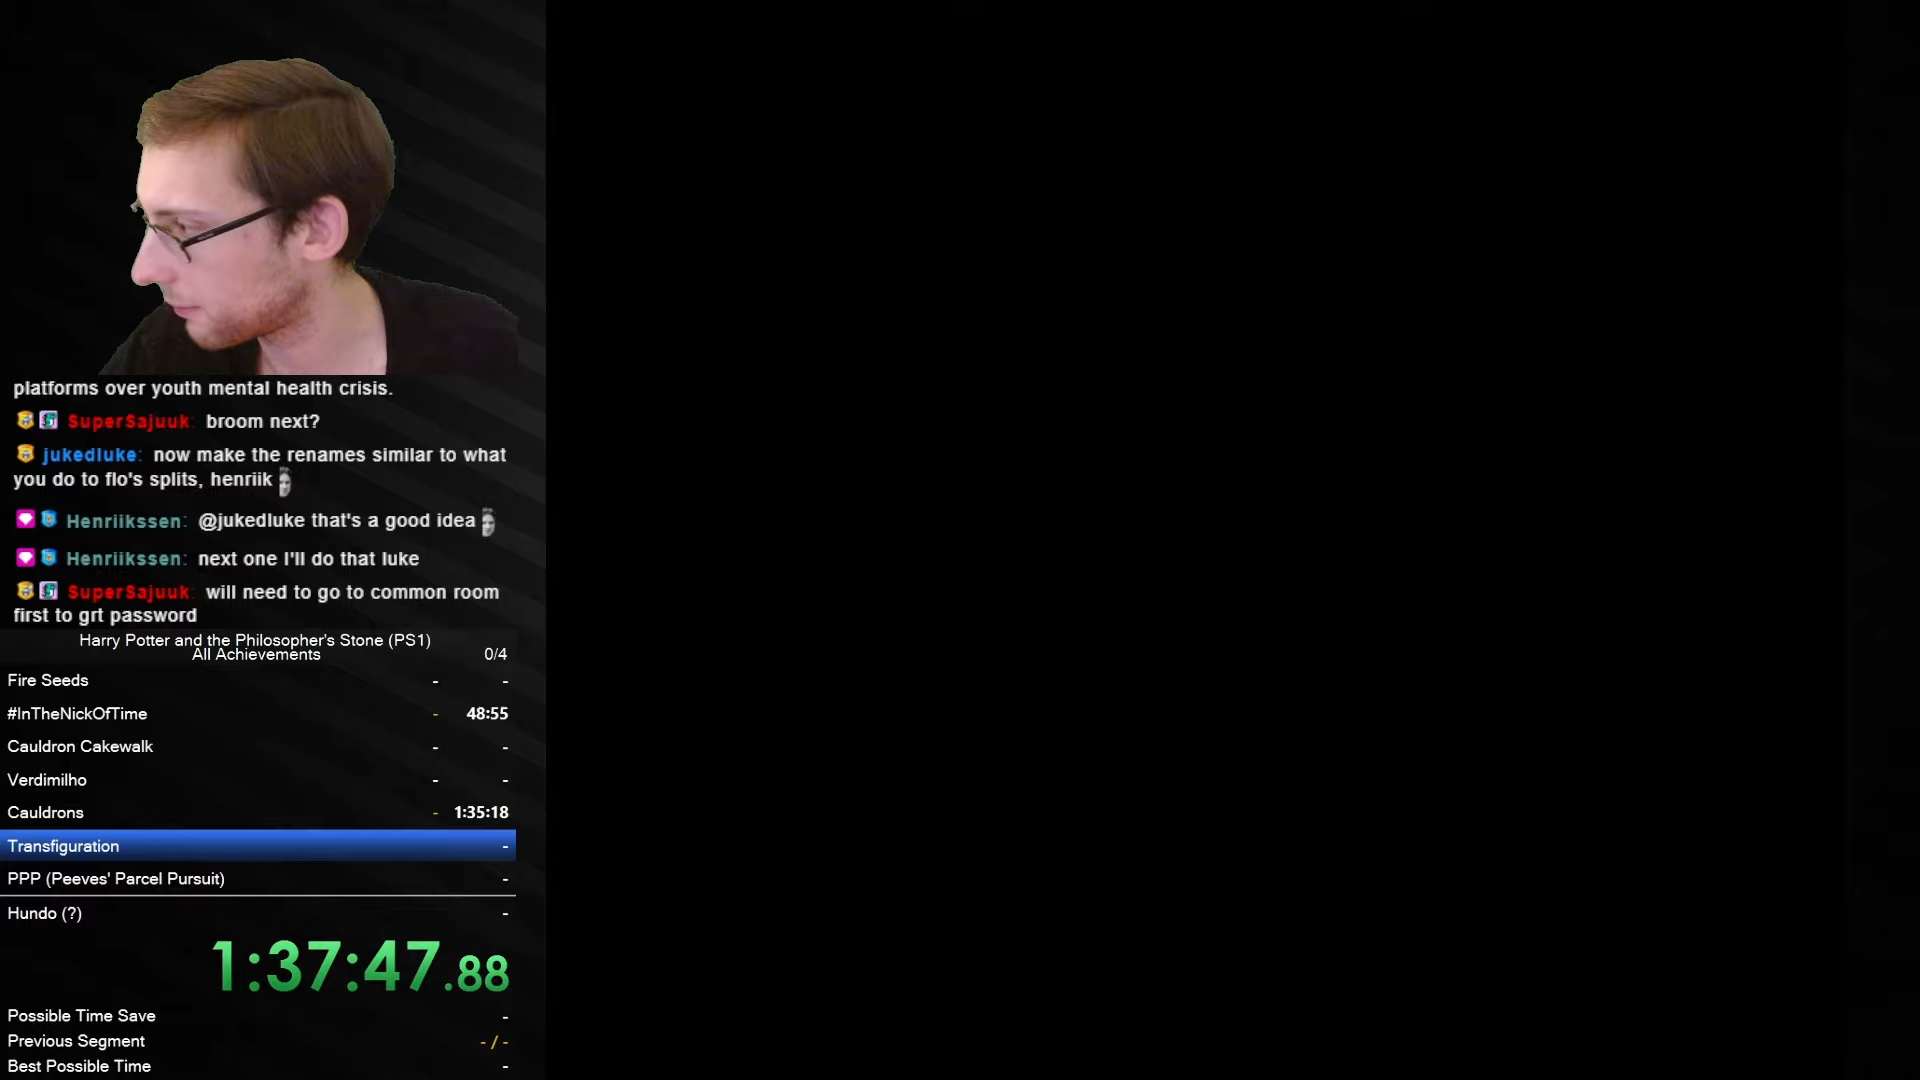 platforms over youth mental health crisis.
SuperSajuuk: broom next?
jukedluke: now make the renames similar to what
you do to flo's splits, henriik
Henriikssen: @jukedluke that's a good idea
Henriikssen: next one I'll do that luke
SuperSajuuk: will need to go to common room
first to grt password
Harry Potter and the Philosopher's Stone (PS1)
All Achievements 0/4
Fire Seeds - -
#InTheNickOfTime - 48:55
Cauldron Cakewalk - -
Verdimilho - -
Cauldrons - 1:35:18
Transfiguration -
PPP (Peeves' Parcel Pursuit) -
Hundo (?) -
1:37:47.88
Possible Time Save -
Previous Segment - / -
Best Possible Time -